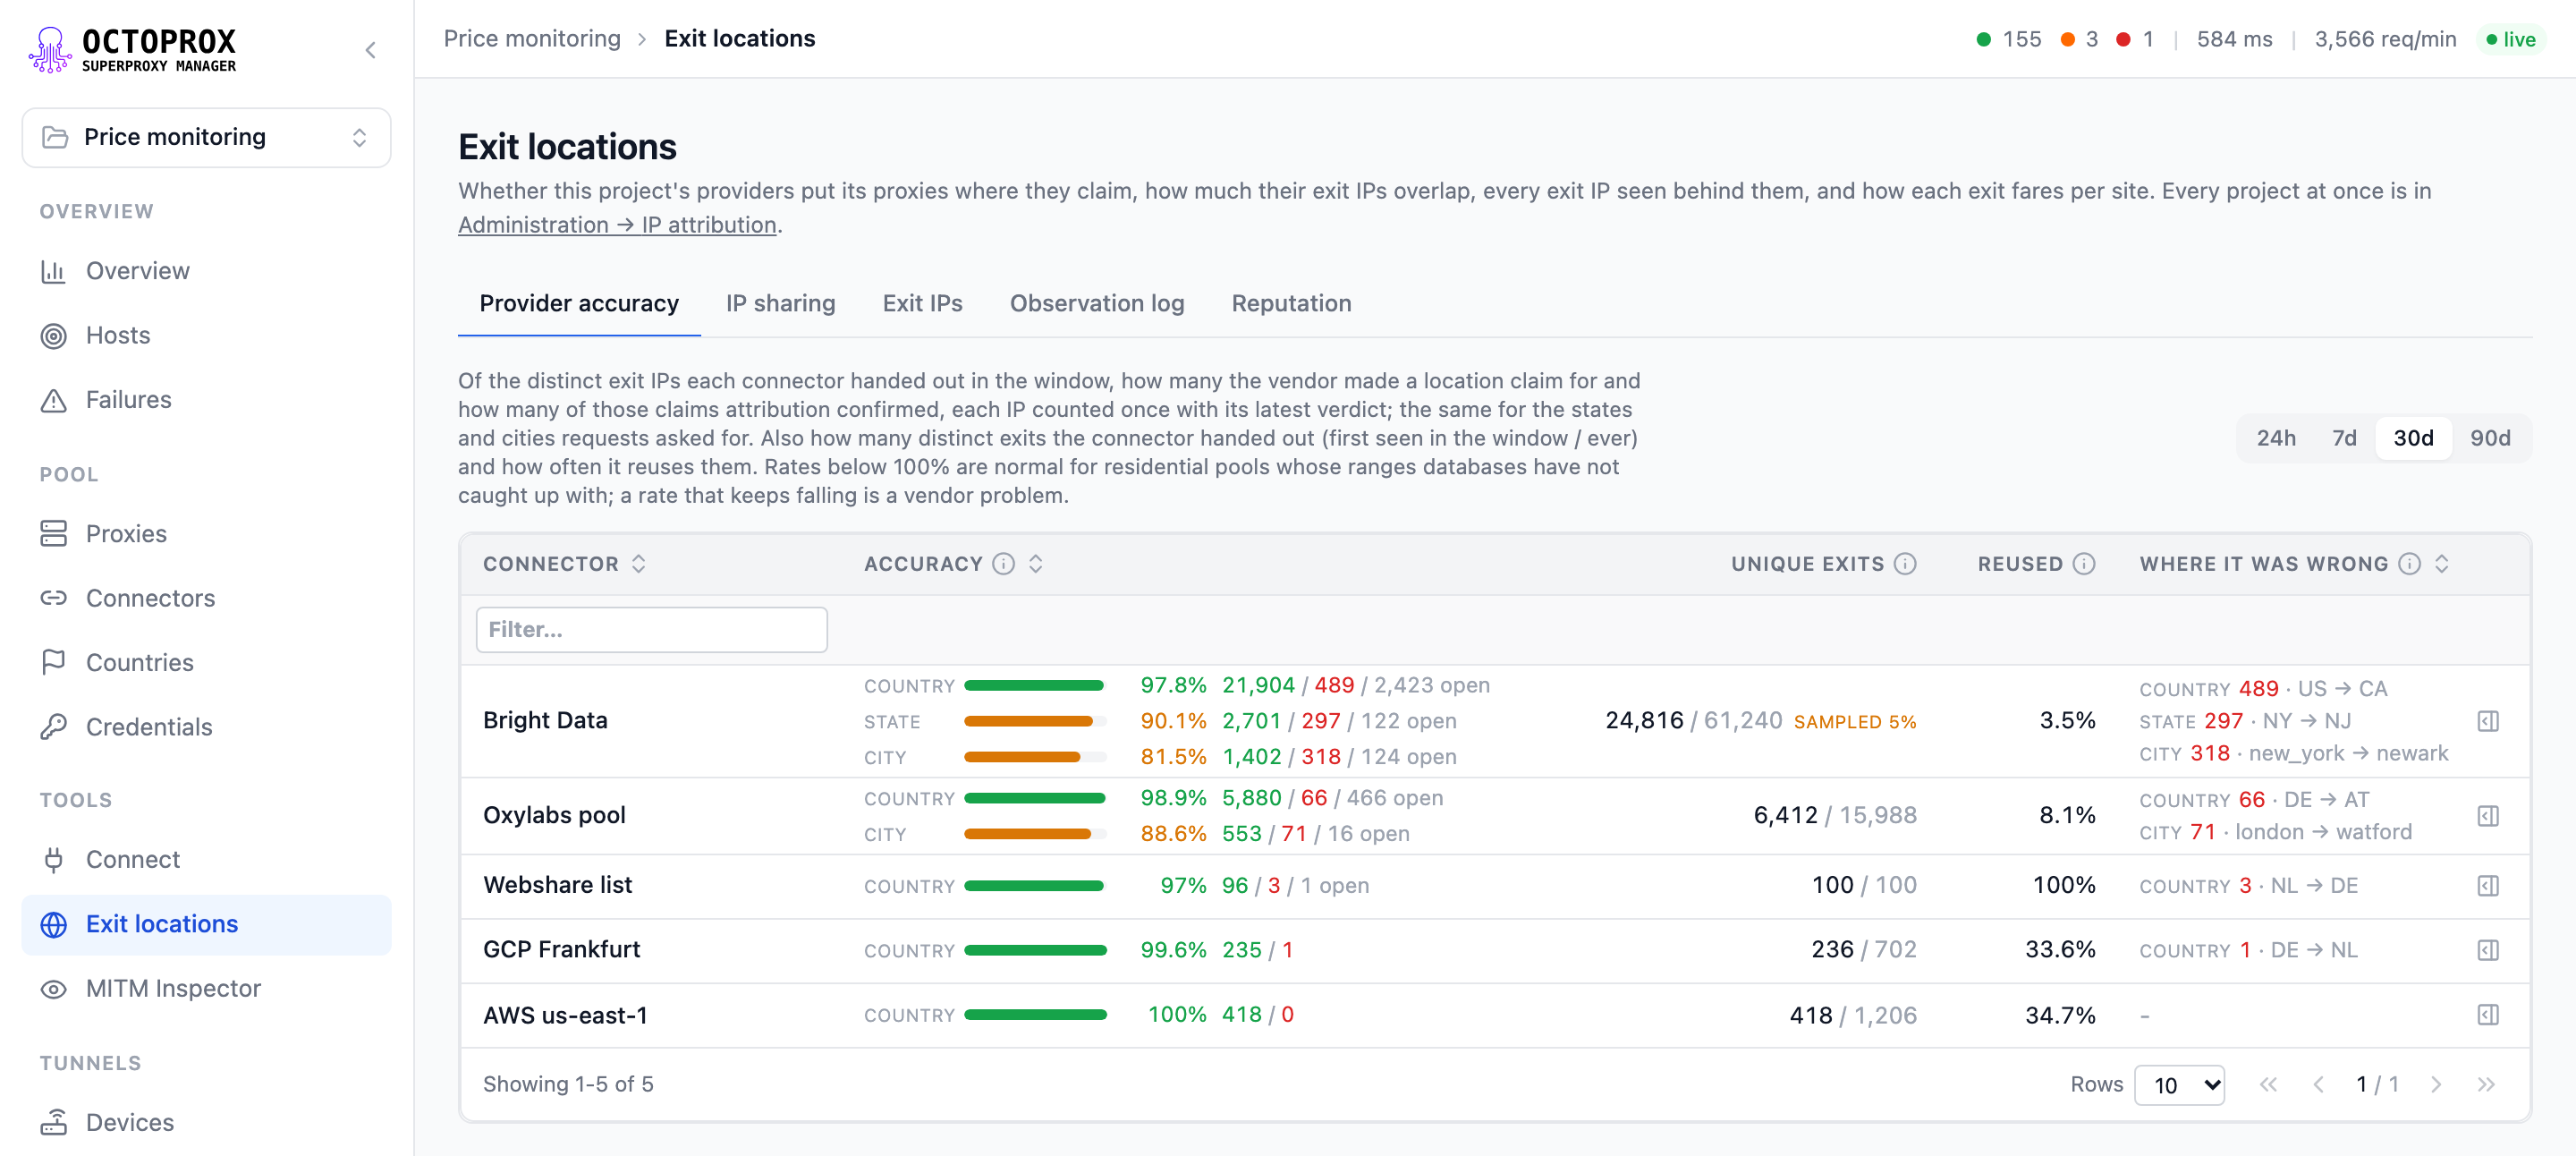 OCTOPROX
SUPERPROXY MANAGER
Price monitoring
OVERVIEW
Overview
Hosts
Failures
POOL
Proxies
Connectors
Countries
Credentials
TOOLS
Connect
Exit locations
MITM Inspector
TUNNELS
Devices
Price monitoring > Exit locations
155 3 1 | 584 ms | 3,566 req/min live
Exit locations
Whether this project's providers put its proxies where they claim, how much their exit IPs overlap, every exit IP seen behind them, and how each exit fares per site. Every project at once is in
Administration → IP attribution.
Provider accuracy IP sharing Exit IPs Observation log Reputation
Of the distinct exit IPs each connector handed out in the window, how many the vendor made a location claim for and
how many of those claims attribution confirmed, each IP counted once with its latest verdict; the same for the states
and cities requests asked for. Also how many distinct exits the connector handed out (first seen in the window / ever)
and how often it reuses them. Rates below 100% are normal for residential pools whose ranges databases have not
caught up with; a rate that keeps falling is a vendor problem.
24h 7d 30d 90d
CONNECTOR ACCURACY UNIQUE EXITS REUSED WHERE IT WAS WRONG
Filter...
Bright Data
COUNTRY 97.8% 21,904 / 489 / 2,423 open
STATE 90.1% 2,701 / 297 / 122 open
CITY 81.5% 1,402 / 318 / 124 open
24,816 / 61,240 SAMPLED 5%
3.5%
COUNTRY 489 · US → CA
STATE 297 · NY → NJ
CITY 318 · new_york → newark
Oxylabs pool
COUNTRY 98.9% 5,880 / 66 / 466 open
CITY 88.6% 553 / 71 / 16 open
6,412 / 15,988
8.1%
COUNTRY 66 · DE → AT
CITY 71 · london → watford
Webshare list COUNTRY 97% 96 / 3 / 1 open 100 / 100 100% COUNTRY 3 · NL → DE
GCP Frankfurt COUNTRY 99.6% 235 / 1 236 / 702 33.6% COUNTRY 1 · DE → NL
AWS us-east-1 COUNTRY 100% 418 / 0 418 / 1,206 34.7% -
Showing 1-5 of 5
Rows 10 1 / 1